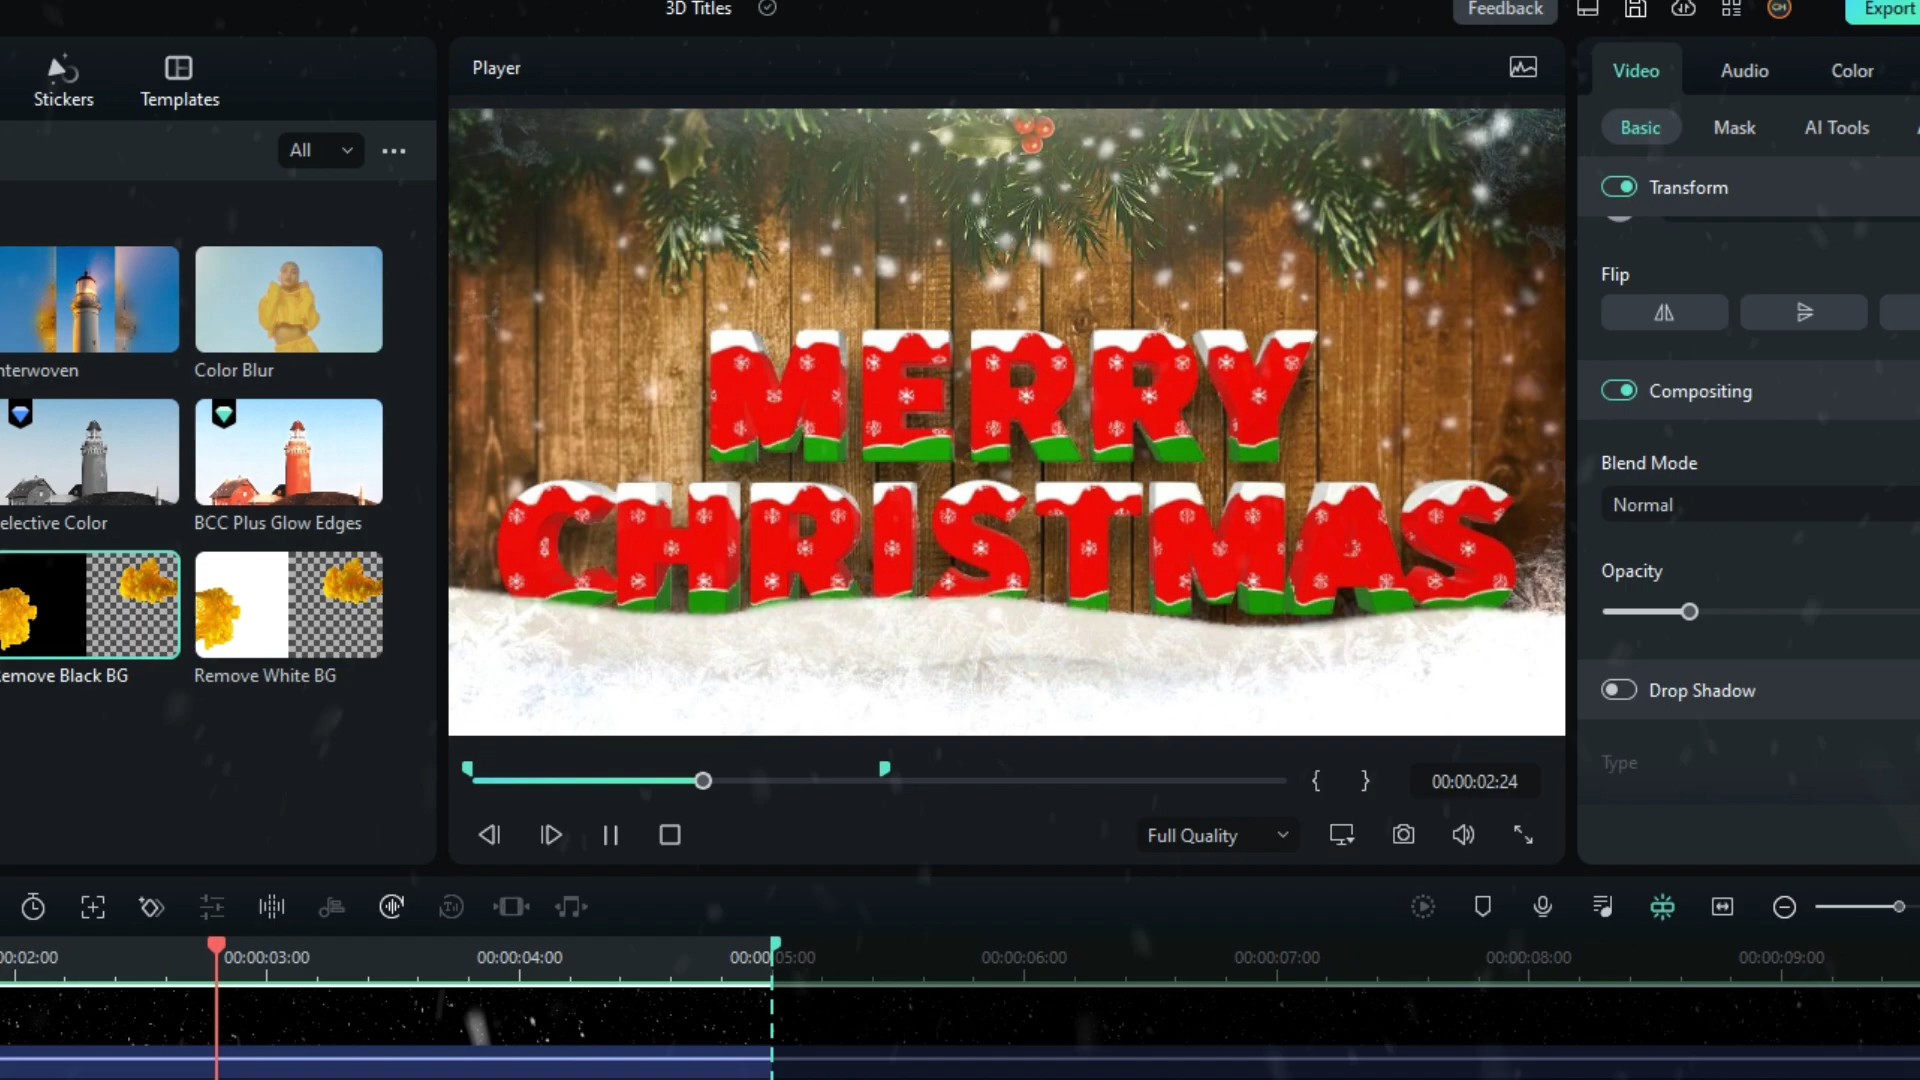 3D Titles
Feedback
Export
Stickers
Templates
Player
Video
Audio
Color
All
Basic
Mask
AI Tools
Transform
Flip
nterwoven
Color Blur
Compositing
MERRY
CHRISTMAS
Blend Mode
Normal
elective Color
BCC Plus Glow Edges
Opacity
emove Black BG
Remove White BG
Drop Shadow
Type
{ }
00:00:02:24
Full Quality
00:02:00
00:00:03:00
00:00:04:00
00:00:05:00
00:00:06:00
00:00:07:00
00:00:08:00
00:00:09:00